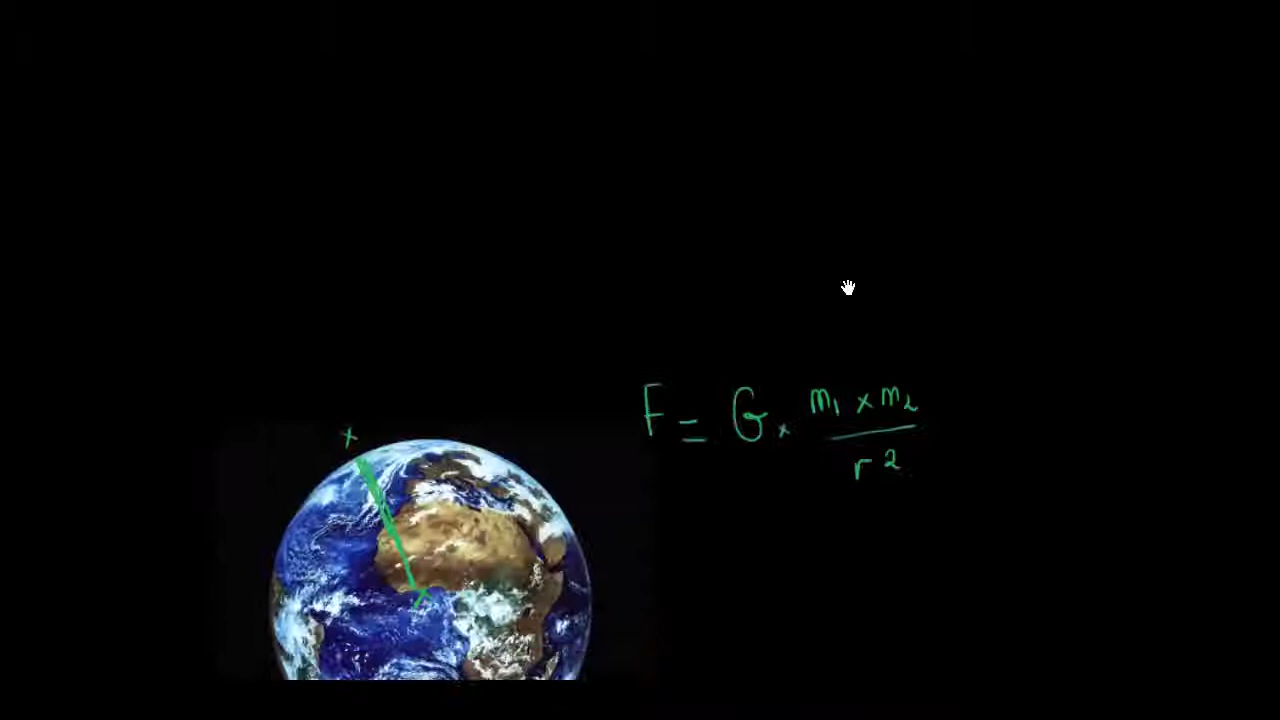 x
F = G x m₁ x m₂ / r²
x